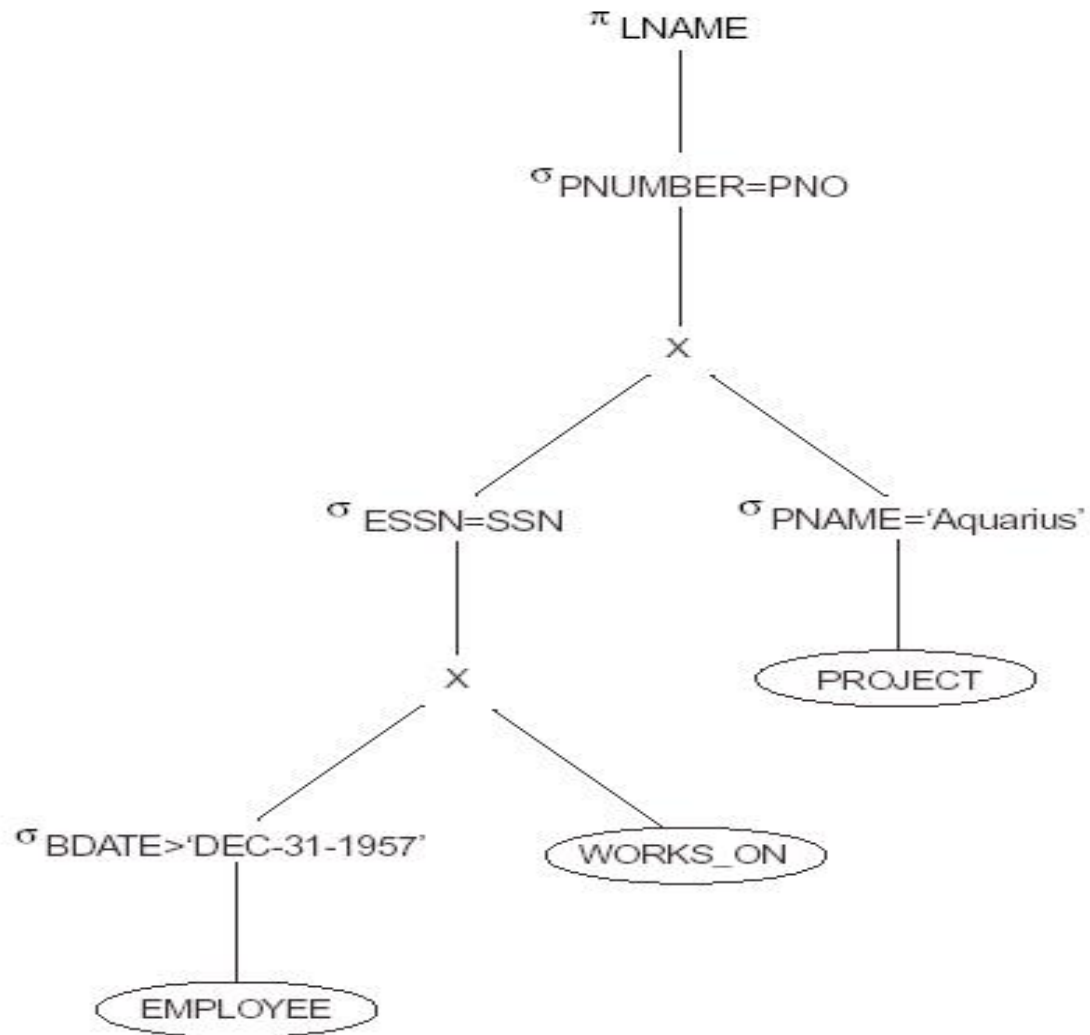 π LNAME
σ PNUMBER=PNO
X
σ ESSN=SSN
σ PNAME=‘Aquarius’
X
PROJECT
σ BDATE>‘DEC-31-1957’
WORKS_ON
EMPLOYEE